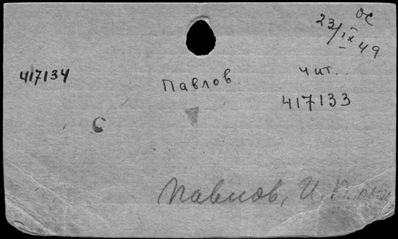 ОС
23/IX 49
417134
Павлов
чит.
417133
С
Павлов, И.